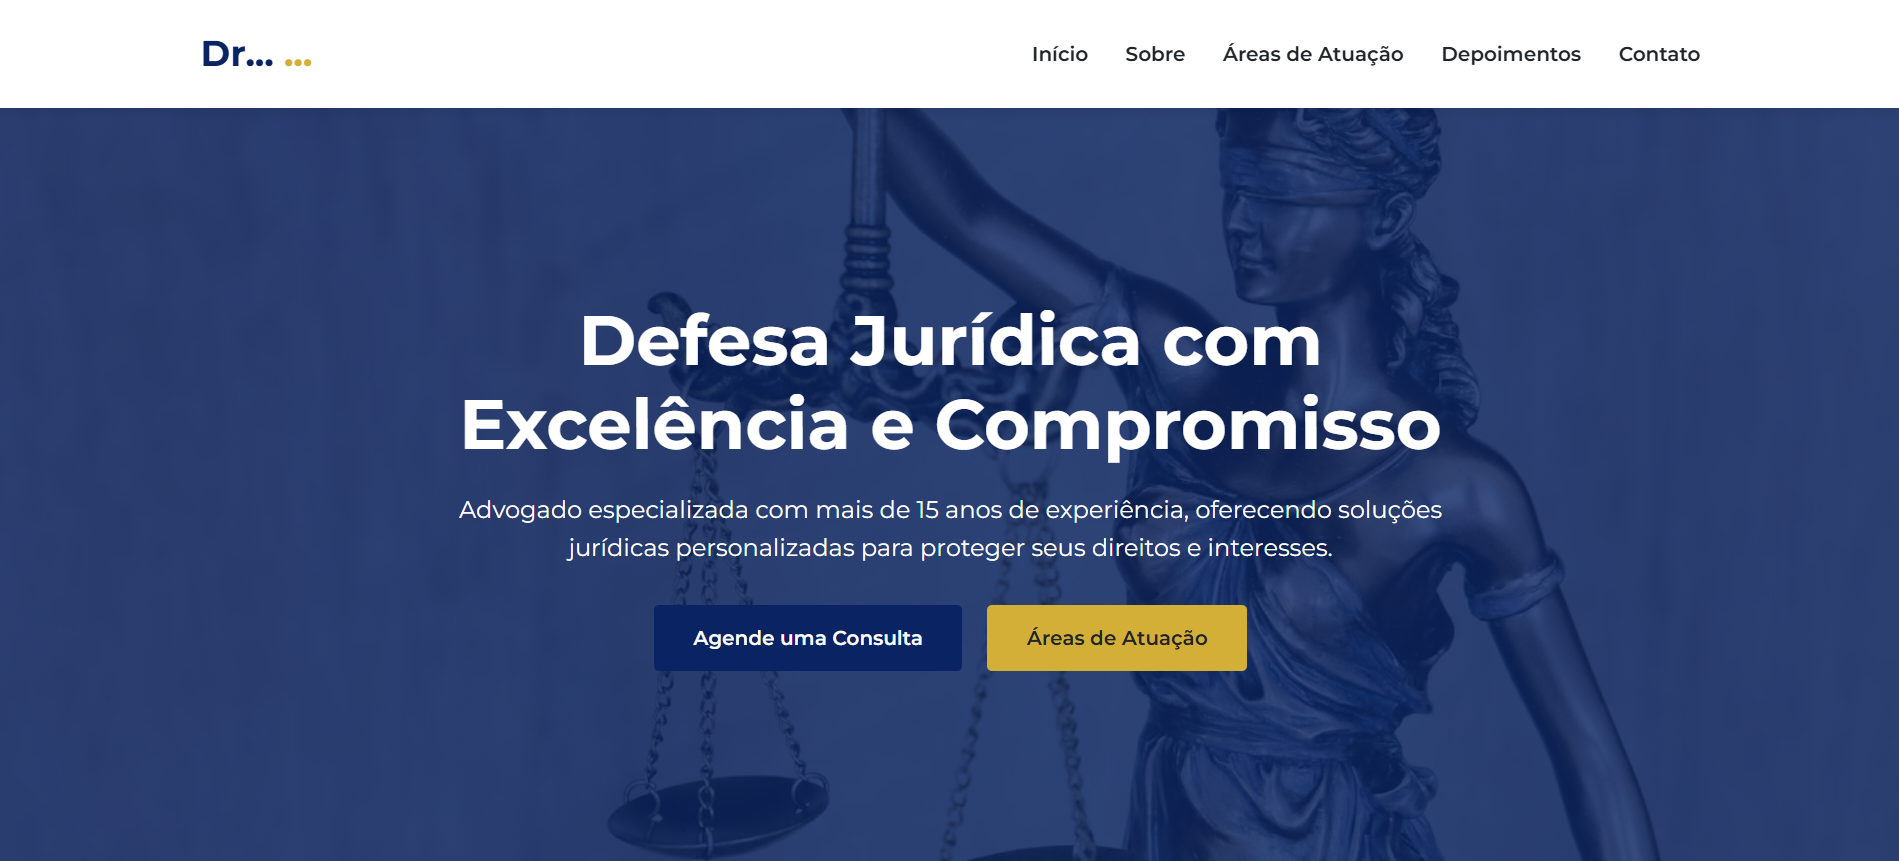 Dr... ...
Início Sobre Áreas de Atuação Depoimentos Contato
Defesa Jurídica com
Excelência e Compromisso
Advogado especializada com mais de 15 anos de experiência, oferecendo soluções
jurídicas personalizadas para proteger seus direitos e interesses.
Agende uma Consulta
Áreas de Atuação